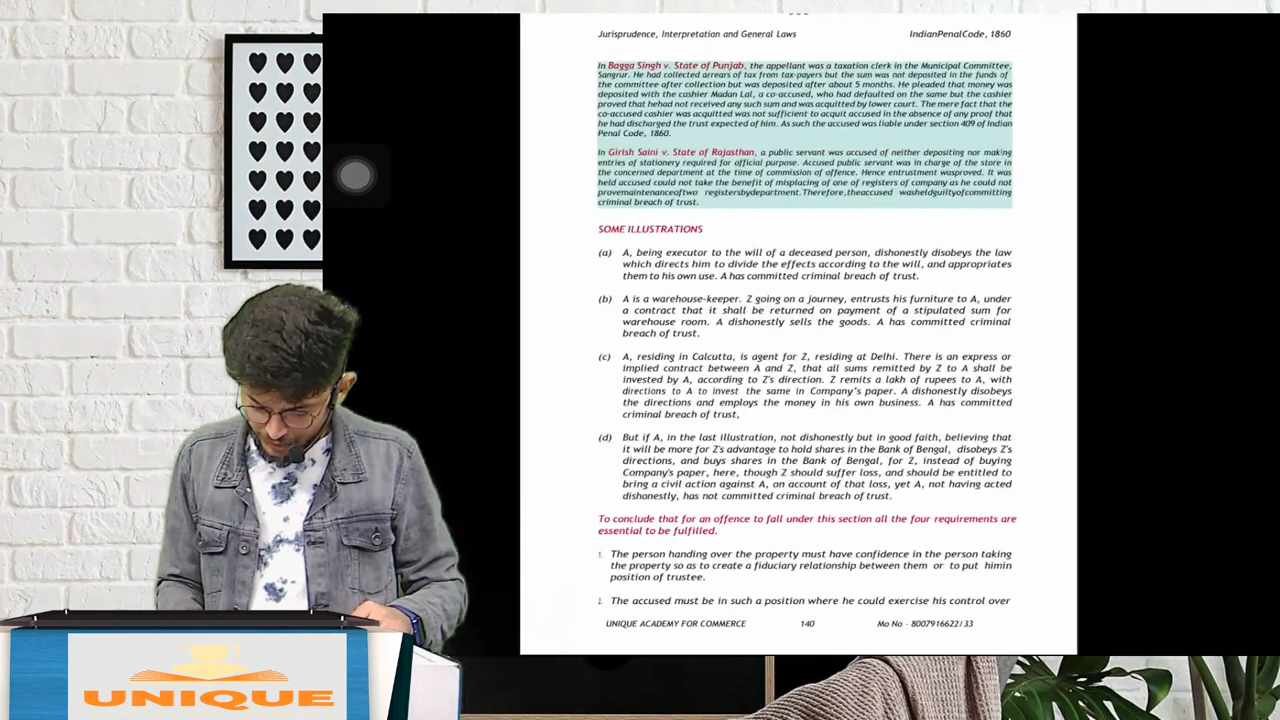 Jurisprudence, Interpretation and General Laws IndianPenalCode, 1860
In Bagga Singh v. State of Punjab, the appellant was a taxation clerk in the Municipal Committee,
Sangrur. He had collected arrears of tax from tax-payers but the sum was not deposited in the funds of
the committee after collection but was deposited after about 5 months. He pleaded that money was
deposited with the cashier Madan Lal, a co-accused, who had defaulted on the same but the cashier
proved that hehad not received any such sum and was acquitted by lower court. The mere fact that the
co-accused cashier was acquitted was not sufficient to acquit accused in the absence of any proof that
he had discharged the trust expected of him. As such the accused was liable under section 409 of Indian
Penal Code, 1860.
In Girish Saini v. State of Rajasthan, a public servant was accused of neither depositing nor making
entries of stationery required for official purpose. Accused public servant was in charge of the store in
the concerned department at the time of commission of offence. Hence entrustment wasproved. It was
held accused could not take the benefit of misplacing of one of registers of company as he could not
provemaintenanceoftwo registersbydepartment.Therefore,theaccused washeldguiltyofcommitting
criminal breach of trust.
SOME ILLUSTRATIONS
(a) A, being executor to the will of a deceased person, dishonestly disobeys the law
which directs him to divide the effects according to the will, and appropriates
them to his own use. A has committed criminal breach of trust.
(b) A is a warehouse-keeper. Z going on a journey, entrusts his furniture to A, under
a contract that it shall be returned on payment of a stipulated sum for
warehouse room. A dishonestly sells the goods. A has committed criminal
breach of trust.
(c) A, residing in Calcutta, is agent for Z, residing at Delhi. There is an express or
implied contract between A and Z, that all sums remitted by Z to A shall be
invested by A, according to Z's direction. Z remits a lakh of rupees to A, with
directions to A to invest the same in Company's paper. A dishonestly disobeys
the directions and employs the money in his own business. A has committed
criminal breach of trust,
(d) But if A, in the last illustration, not dishonestly but in good faith, believing that
it will be more for Z's advantage to hold shares in the Bank of Bengal, disobeys Z's
directions, and buys shares in the Bank of Bengal, for Z, instead of buying
Company's paper, here, though Z should suffer loss, and should be entitled to
bring a civil action against A, on account of that loss, yet A, not having acted
dishonestly, has not committed criminal breach of trust.
To conclude that for an offence to fall under this section all the four requirements are
essential to be fulfilled.
1. The person handing over the property must have confidence in the person taking
the property so as to create a fiduciary relationship between them or to put himin
position of trustee.
2. The accused must be in such a position where he could exercise his control over
UNIQUE ACADEMY FOR COMMERCE 140 Mo No - 8007916622/33
UNIQUE